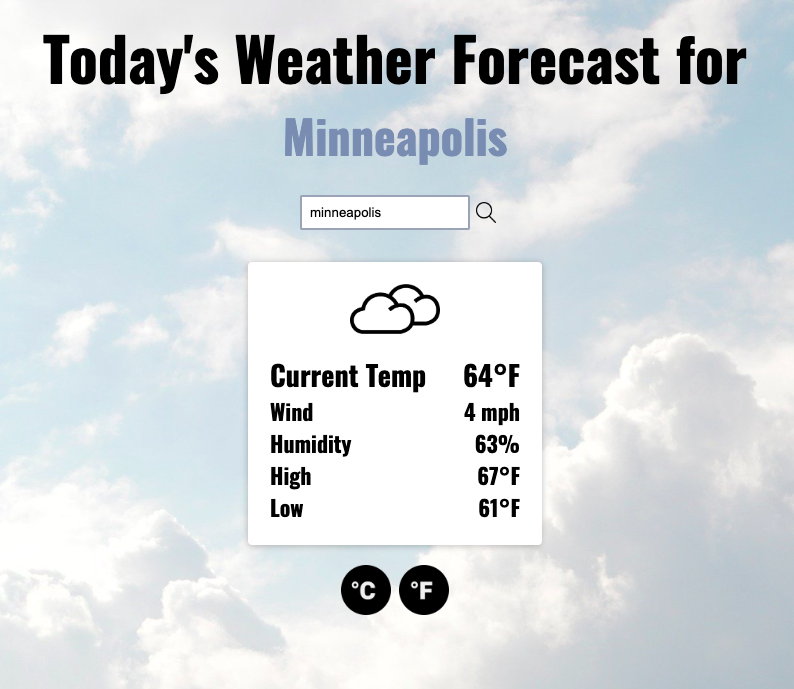 Today's Weather Forecast for
Minneapolis
minneapolis
Current Temp 64°F
Wind 4 mph
Humidity 63%
High 67°F
Low 61°F
°C °F